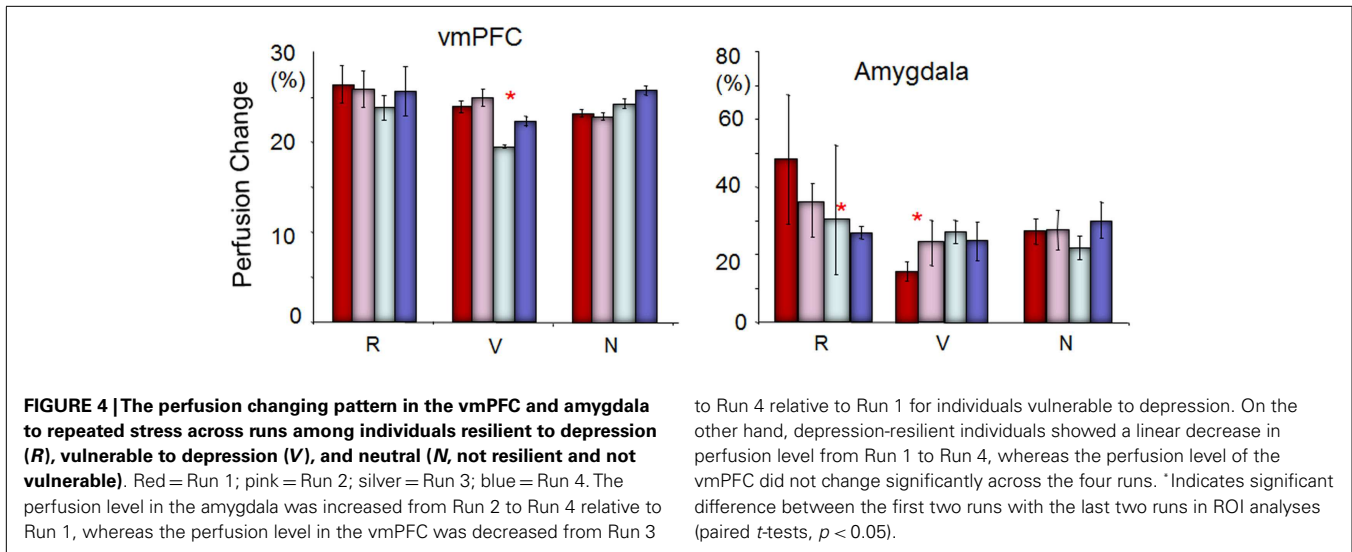 vmPFC
30
(%)
20
10
0
Perfusion Change
*
R
V
N
Amygdala
80
(%)
60
40
20
0
*
*
R
V
N
FIGURE 4 | The perfusion changing pattern in the vmPFC and amygdala
to repeated stress across runs among individuals resilient to depression
(R), vulnerable to depression (V), and neutral (N, not resilient and not
vulnerable). Red = Run 1; pink = Run 2; silver = Run 3; blue = Run 4. The
perfusion level in the amygdala was increased from Run 2 to Run 4 relative to
Run 1, whereas the perfusion level in the vmPFC was decreased from Run 3
to Run 4 relative to Run 1 for individuals vulnerable to depression. On the
other hand, depression-resilient individuals showed a linear decrease in
perfusion level from Run 1 to Run 4, whereas the perfusion level of the
vmPFC did not change significantly across the four runs. *Indicates significant
difference between the first two runs with the last two runs in ROI analyses
(paired t-tests, p < 0.05).